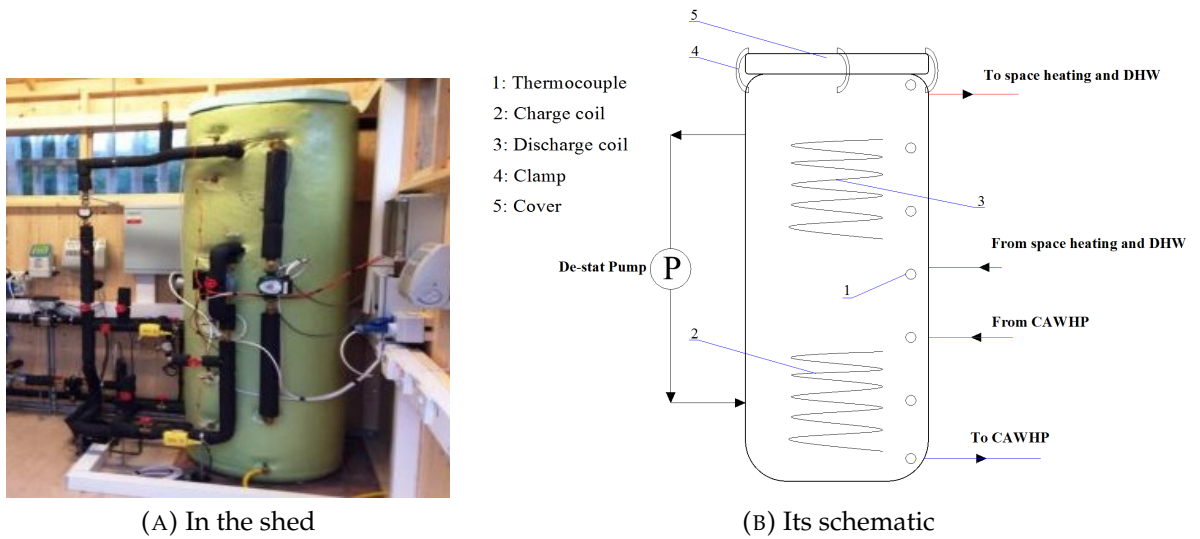 1: Thermocouple
2: Charge coil
3: Discharge coil
4: Clamp
5: Cover
5
4
To space heating and DHW
3
From space heating and DHW
De-stat Pump
P
1
From CAWHP
2
To CAWHP
(A) In the shed
(B) Its schematic